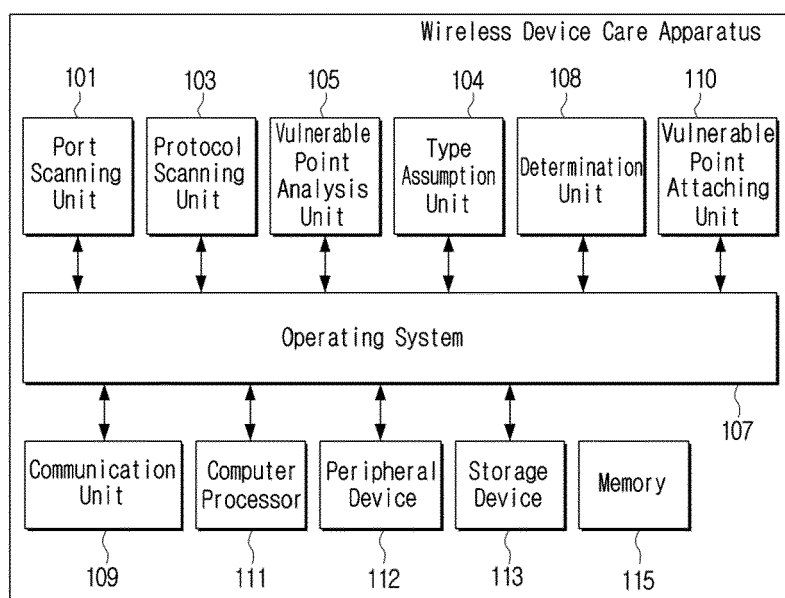 Wireless Device Care Apparatus
101
103
105
104
108
110
Port
Scanning
Unit
Protocol
Scanning
Unit
Vulnerable
Point
Analysis
Unit
Type
Assumption
Unit
Determination
Unit
Vulnerable
Point
Attaching
Unit
Operating System
107
Communication
Unit
Computer
Processor
Peripheral
Device
Storage
Device
Memory
109
111
112
113
115